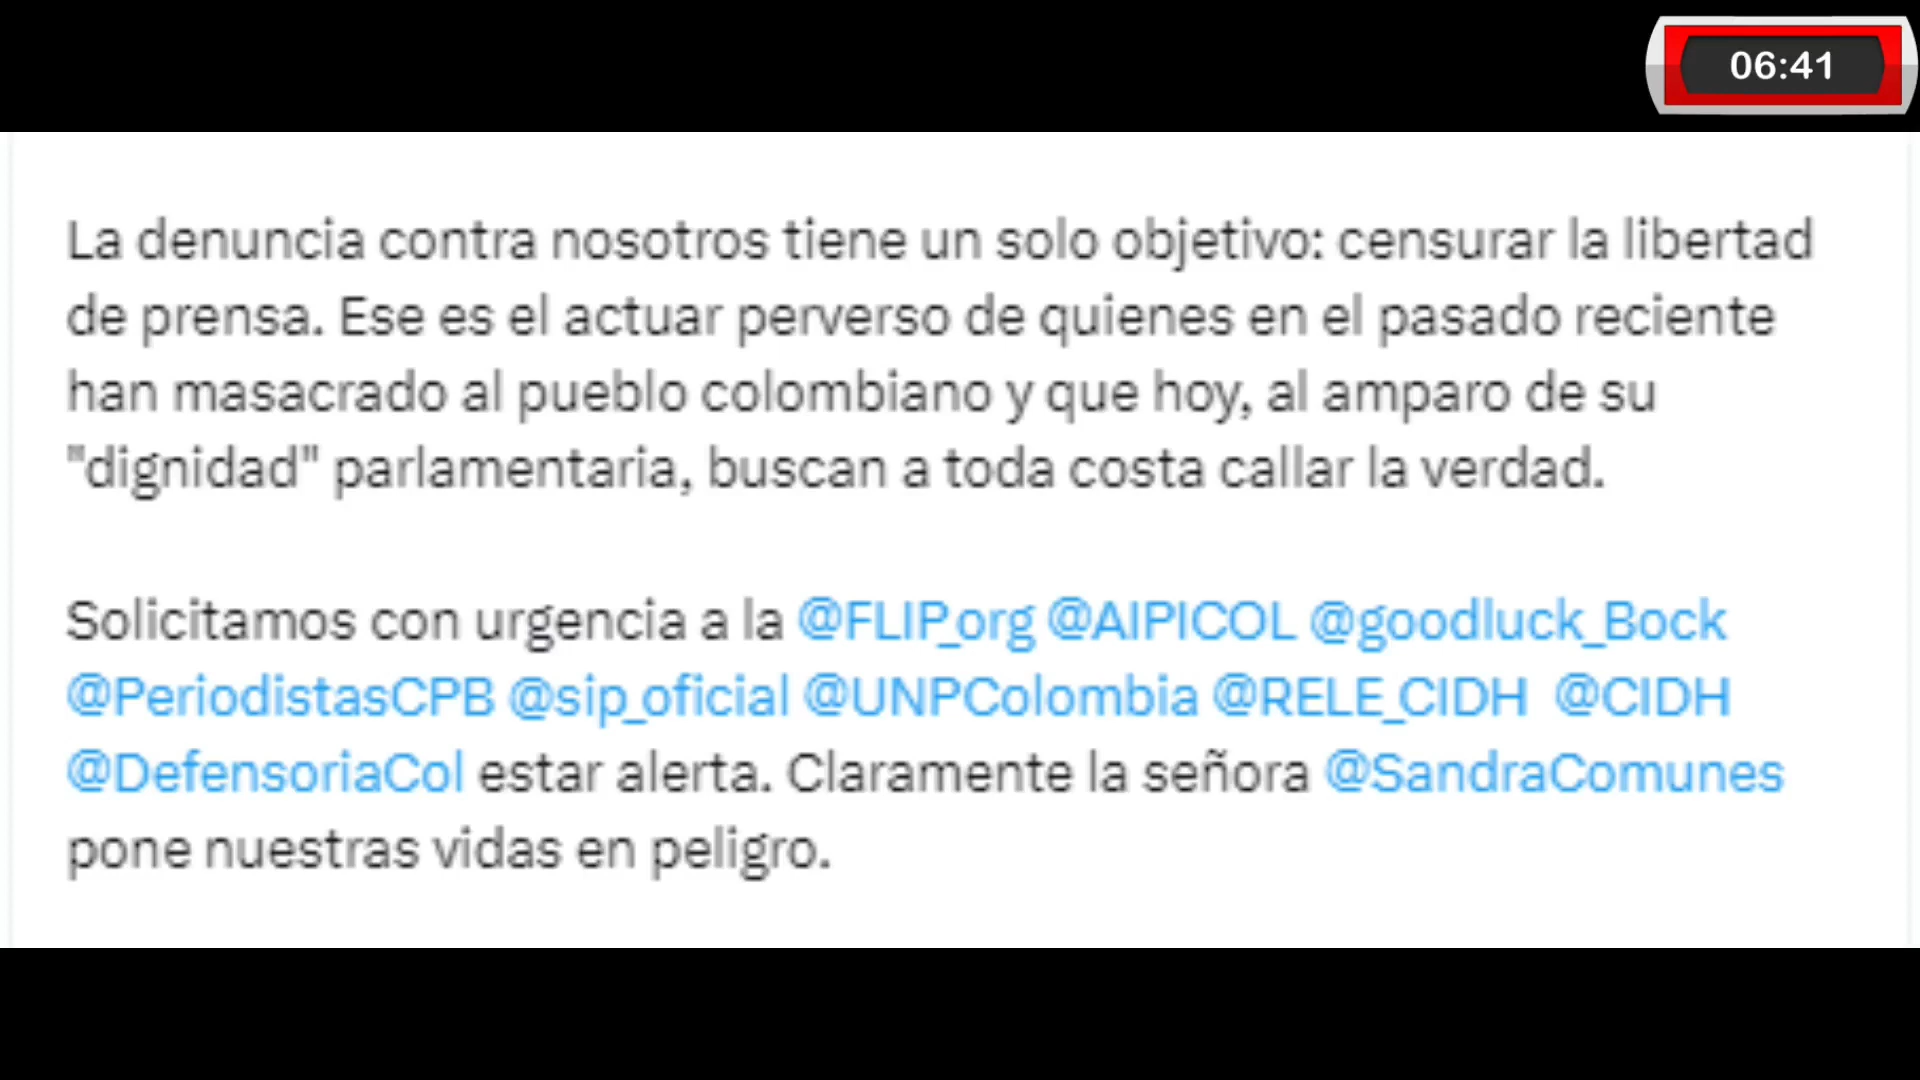 06:41
La denuncia contra nosotros tiene un solo objetivo: censurar la libertad
de prensa. Ese es el actuar perverso de quienes en el pasado reciente
han masacrado al pueblo colombiano y que hoy, al amparo de su
"dignidad" parlamentaria, buscan a toda costa callar la verdad.
Solicitamos con urgencia a la @FLIP_org @AIPICOL @goodluck_Bock
@PeriodistasCPB @sip_oficial @UNPColombia @RELE_CIDH @CIDH
@DefensoriaCol estar alerta. Claramente la señora @SandraComunes
pone nuestras vidas en peligro.